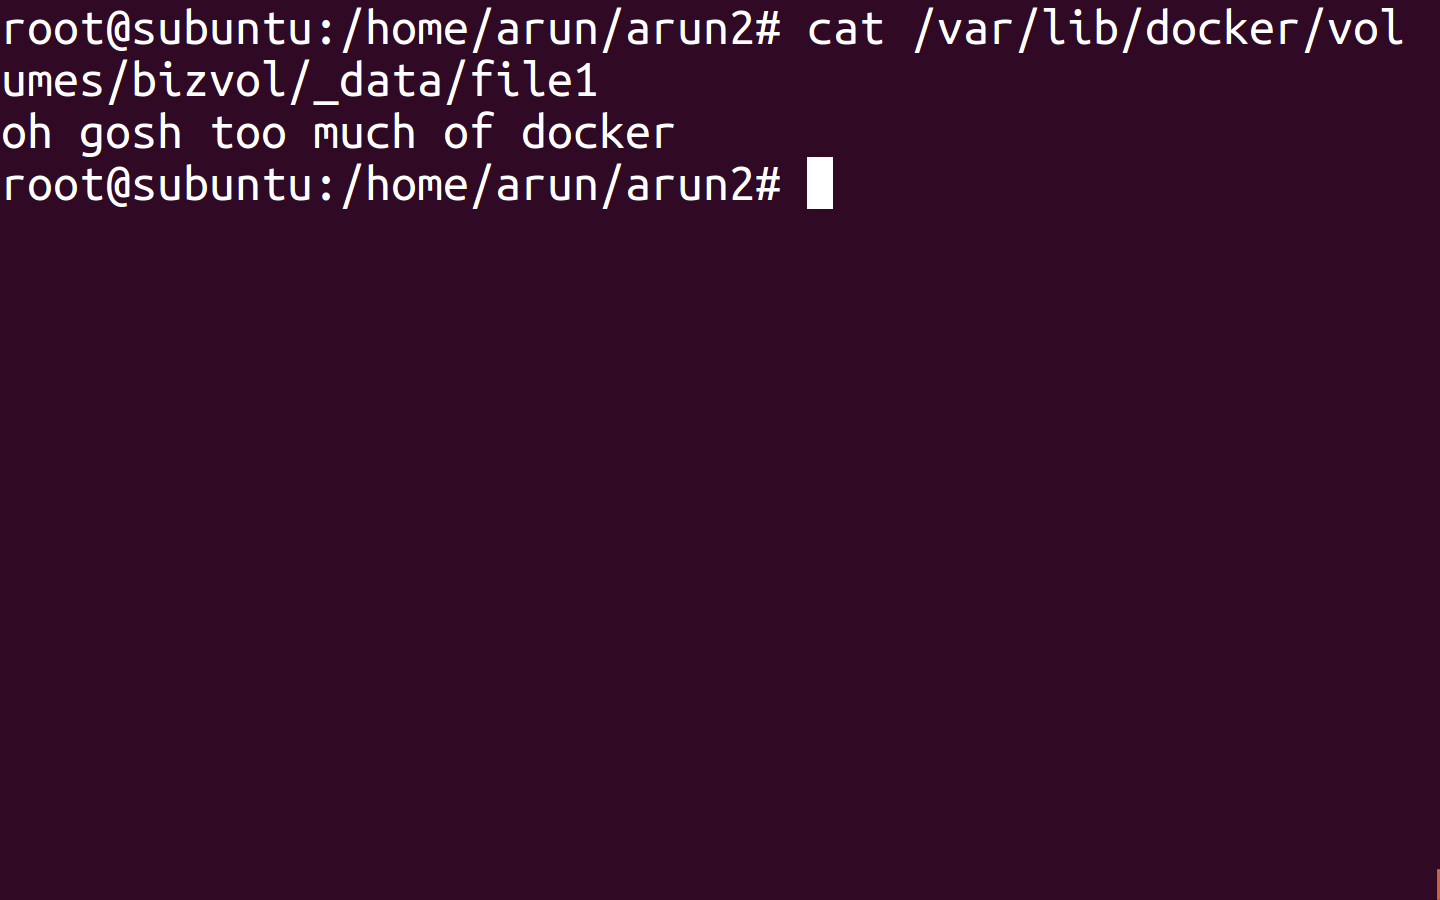 root@subuntu:/home/arun/arun2# cat /var/lib/docker/vol
umes/bizvol/_data/file1
oh gosh too much of docker
root@subuntu:/home/arun/arun2#